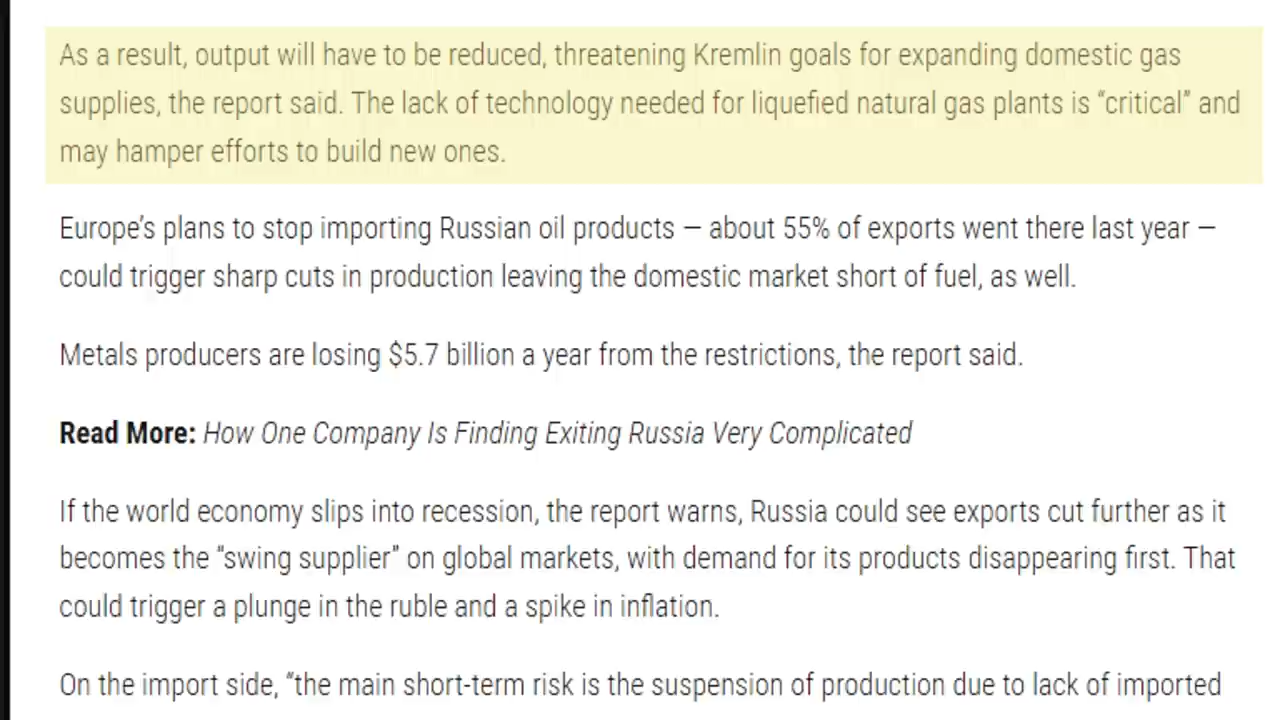 As a result, output will have to be reduced, threatening Kremlin goals for expanding domestic gas
supplies, the report said. The lack of technology needed for liquefied natural gas plants is “critical” and
may hamper efforts to build new ones.
Europe’s plans to stop importing Russian oil products — about 55% of exports went there last year —
could trigger sharp cuts in production leaving the domestic market short of fuel, as well.
Metals producers are losing $5.7 billion a year from the restrictions, the report said.
Read More: How One Company Is Finding Exiting Russia Very Complicated
If the world economy slips into recession, the report warns, Russia could see exports cut further as it
becomes the “swing supplier” on global markets, with demand for its products disappearing first. That
could trigger a plunge in the ruble and a spike in inflation.
On the import side, “the main short-term risk is the suspension of production due to lack of imported